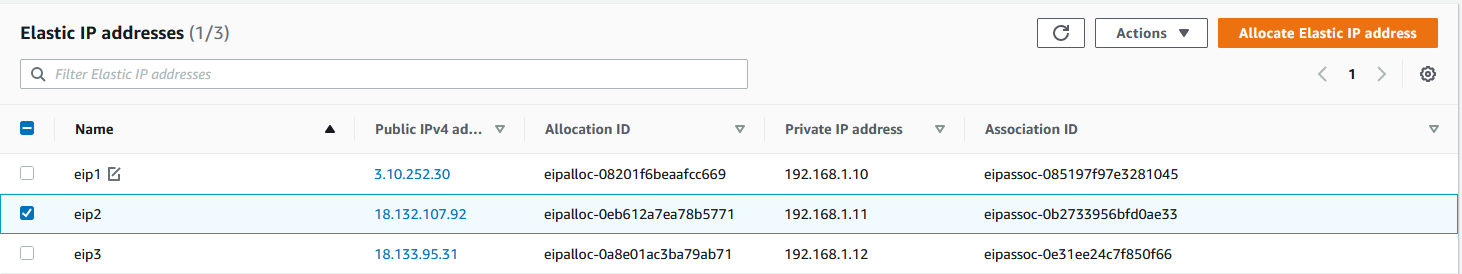 Elastic IP addresses (1/3)
Actions
Allocate Elastic IP address
Filter Elastic IP addresses
1
Name Public IPv4 ad... Allocation ID Private IP address Association ID
eip1 3.10.252.30 eipalloc-08201f6beaafcc669 192.168.1.10 eipassoc-085197f97e3281045
eip2 18.132.107.92 eipalloc-0eb612a7ea78b5771 192.168.1.11 eipassoc-0b2733956bfd0ae33
eip3 18.133.95.31 eipalloc-0a8e01ac3ba79ab71 192.168.1.12 eipassoc-0e31ee24c7f850f66